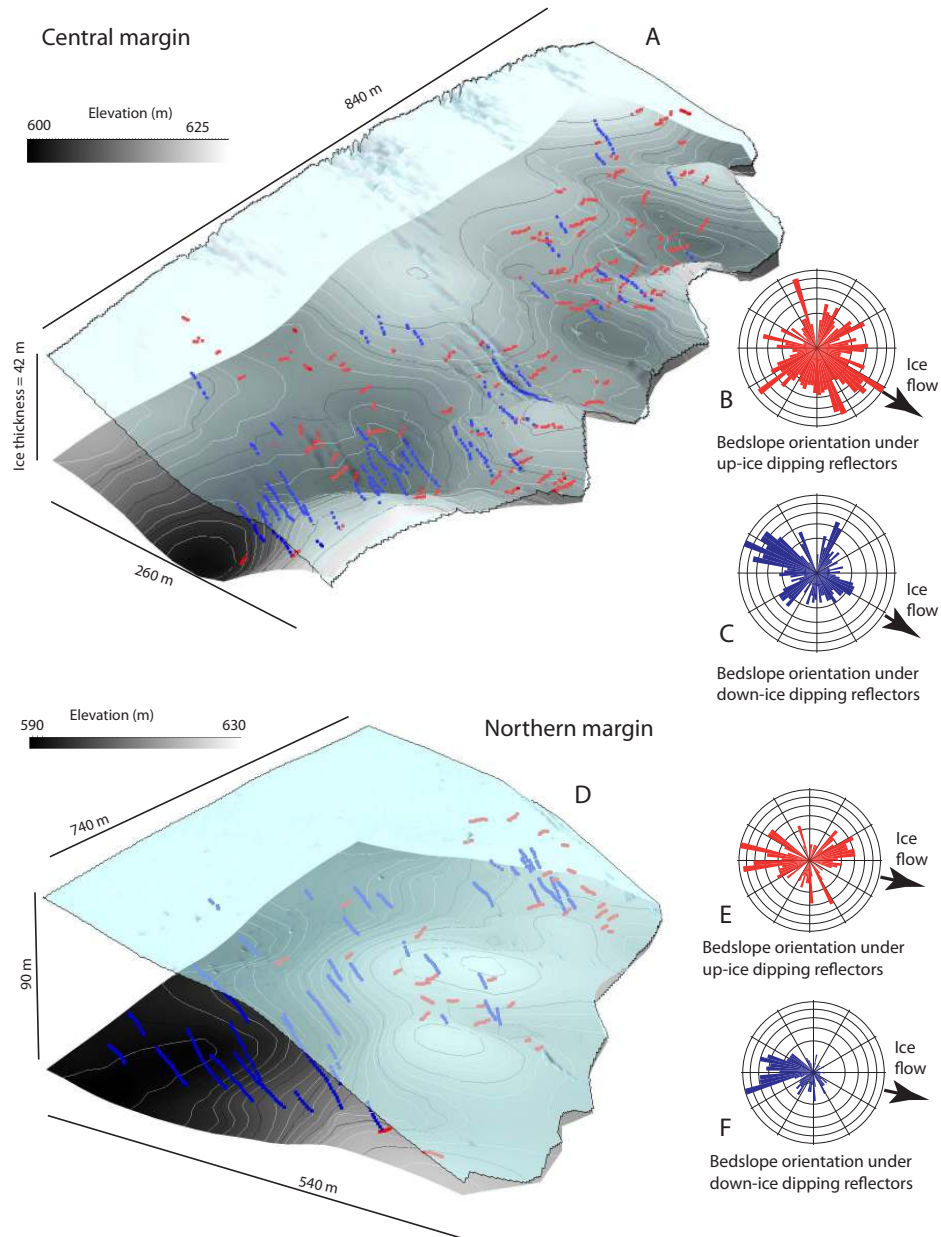 Central margin
A
Elevation (m)
600
625
840 m
Ice thickness = 42 m
260 m
B
Ice
flow
Bedslope orientation under
up-ice dipping reflectors
C
Ice
flow
Bedslope orientation under
down-ice dipping reflectors
Northern margin
D
Elevation (m)
590
630
740 m
90 m
540 m
E
Ice
flow
Bedslope orientation under
up-ice dipping reflectors
F
Ice
flow
Bedslope orientation under
down-ice dipping reflectors